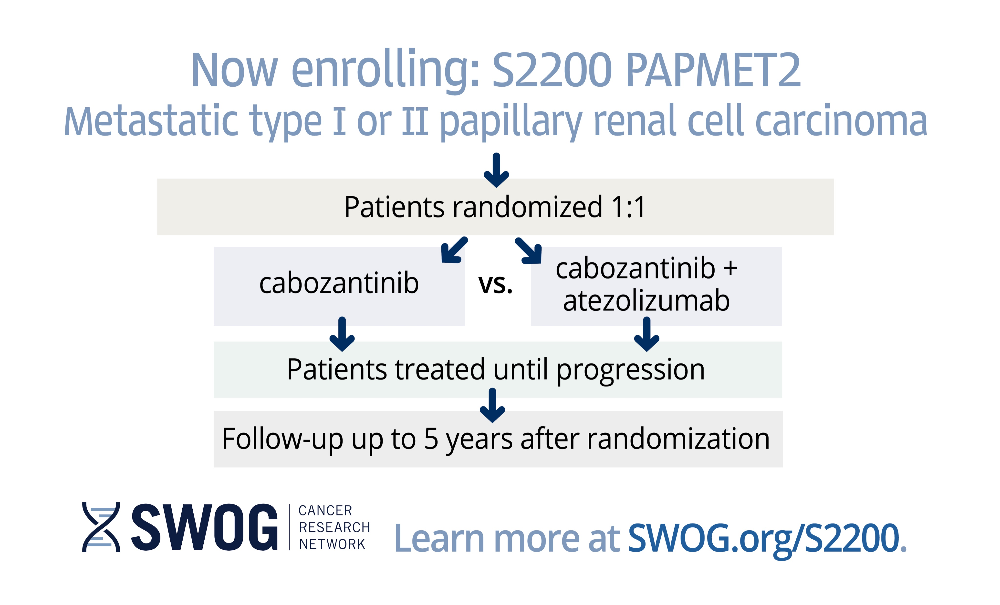 Now enrolling: S2200 PAPMET2
Metastatic type I or II papillary renal cell carcinoma
Patients randomized 1:1
cabozantinib
vs.
cabozantinib +
atezolizumab
Patients treated until progression
Follow-up up to 5 years after randomization
SWOG
CANCER
RESEARCH
NETWORK
Learn more at SWOG.org/S2200.